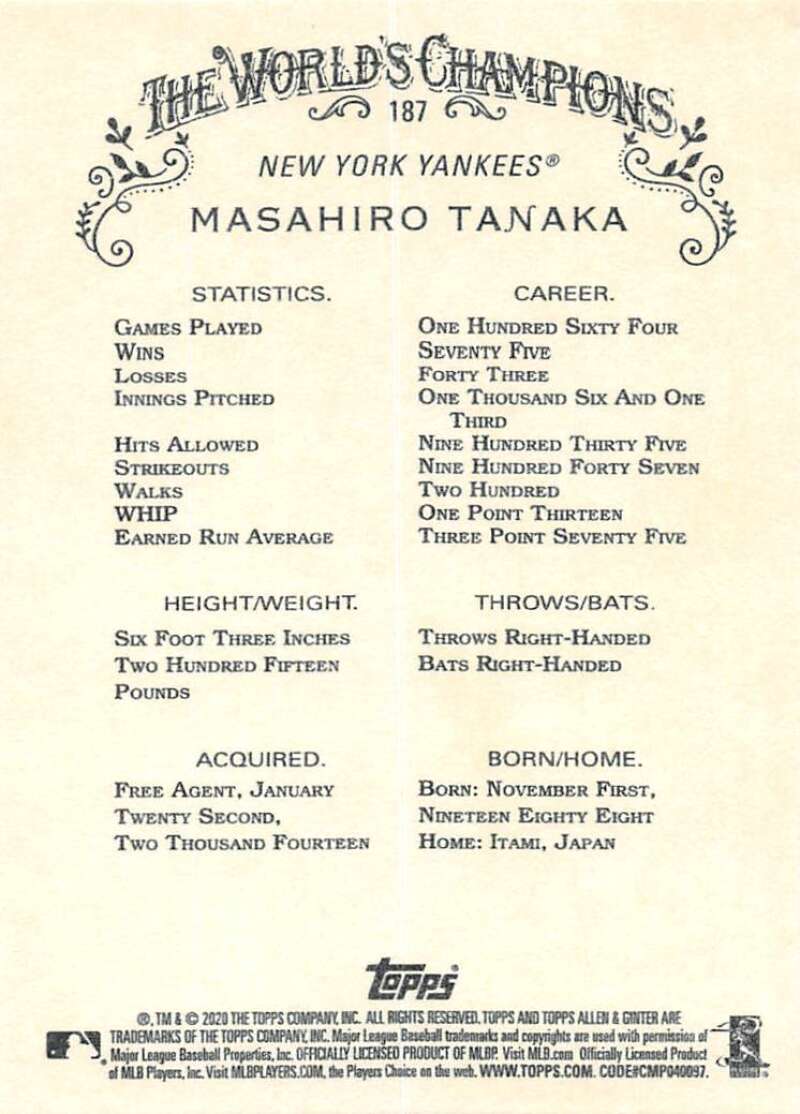 THE WORLD'S CHAMPIONS
187
NEW YORK YANKEES®
MASAHIRO TANAKA
STATISTICS.
GAMES PLAYED
WINS
LOSSES
INNINGS PITCHED
HITS ALLOWED
STRIKEOUTS
WALKS
WHIP
EARNED RUN AVERAGE
CAREER.
ONE HUNDRED SIXTY FOUR
SEVENTY FIVE
FORTY THREE
ONE THOUSAND SIX AND ONE
THIRD
NINE HUNDRED THIRTY FIVE
NINE HUNDRED FORTY SEVEN
TWO HUNDRED
ONE POINT THIRTEEN
THREE POINT SEVENTY FIVE
HEIGHT/WEIGHT.
SIX FOOT THREE INCHES
TWO HUNDRED FIFTEEN
POUNDS
THROWS/BATS.
THROWS RIGHT-HANDED
BATS RIGHT-HANDED
ACQUIRED.
FREE AGENT, JANUARY
TWENTY SECOND,
TWO THOUSAND FOURTEEN
BORN/HOME.
BORN: NOVEMBER FIRST,
NINETEEN EIGHTY EIGHT
HOME: ITAMI, JAPAN
topps®
®, TM & © 2020 THE TOPPS COMPANY, INC. ALL RIGHTS RESERVED. TOPPS AND TOPPS ALLEN & GINTER ARE
TRADEMARKS OF THE TOPPS COMPANY, INC. Major League Baseball trademarks and copyrights are used with permission of
Major League Baseball Properties, Inc. OFFICIALLY LICENSED PRODUCT OF MLBP. Visit MLB.com Officially Licensed Product
of MLB Players, Inc. Visit MLBPLAYERS.COM, the Players Choice on the web. WWW.TOPPS.COM. CODE#CMP040097.